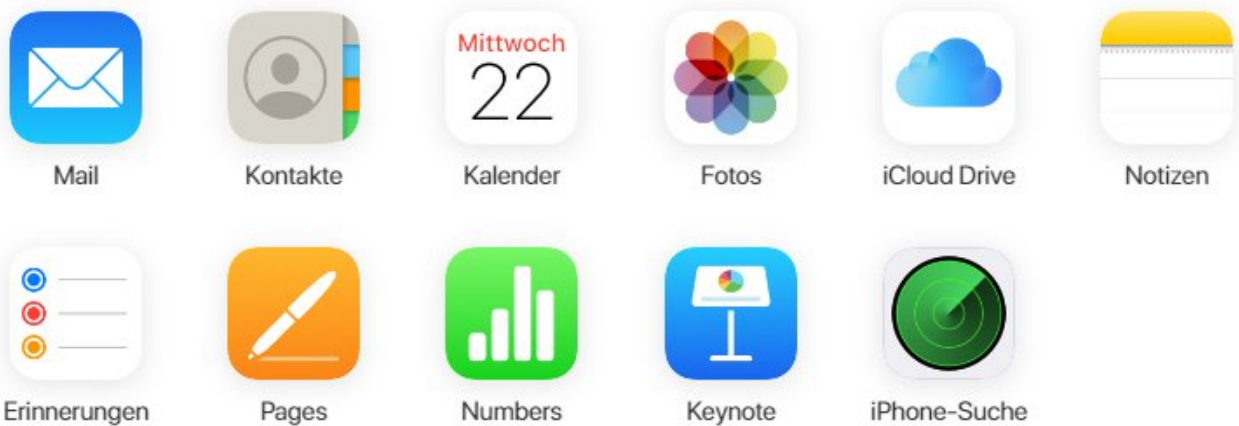 Mittwoch
22
Mail
Kontakte
Kalender
Fotos
iCloud Drive
Notizen
Erinnerungen
Pages
Numbers
Keynote
iPhone-Suche